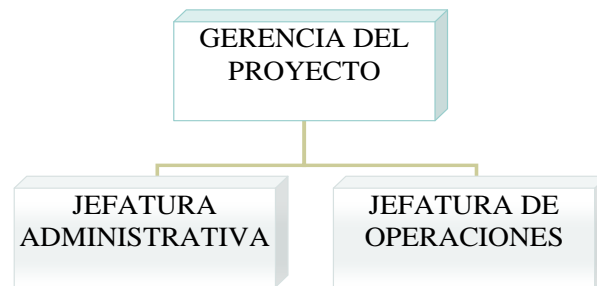 GERENCIA DEL
PROYECTO
JEFATURA
ADMINISTRATIVA
JEFATURA DE
OPERACIONES